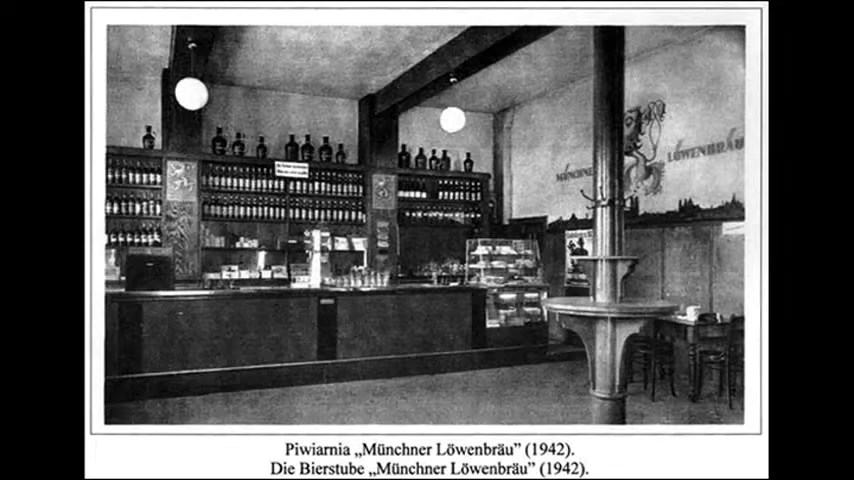 MÜNCHNER LÖWENBRÄU
Piwiarnia „Münchner Löwenbräu” (1942).
Die Bierstube „Münchner Löwenbräu” (1942).